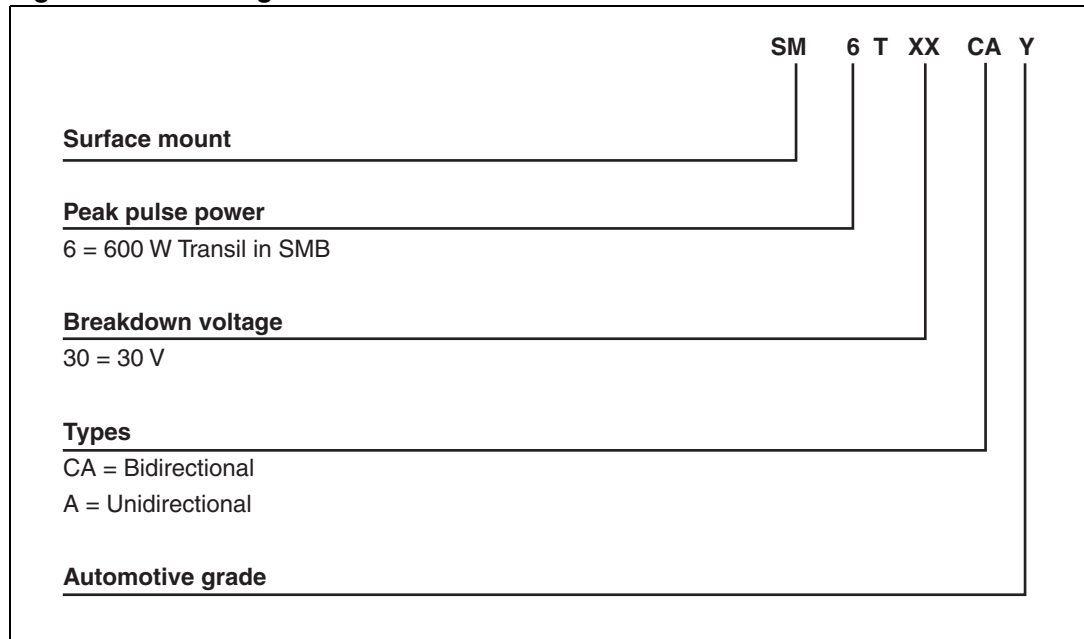 SM 6 T XX CA Y
Surface mount
Peak pulse power
6 = 600 W Transil in SMB
Breakdown voltage
30 = 30 V
Types
CA = Bidirectional
A = Unidirectional
Automotive grade